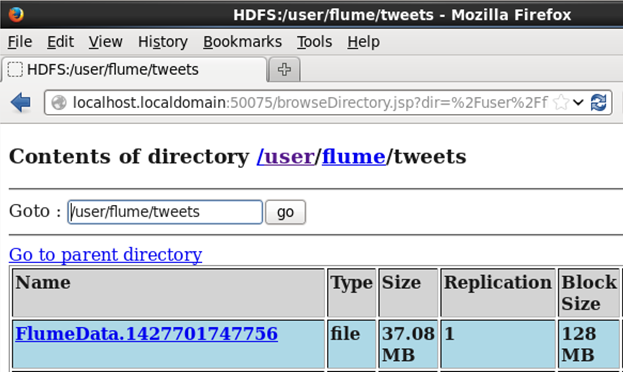 HDFS:/user/flume/tweets - Mozilla Firefox
File Edit View History Bookmarks Tools Help
HDFS:/user/flume/tweets
localhost.localdomain:50075/browseDirectory.jsp?dir=%2Fuser%2Ff
Contents of directory /user/flume/tweets
Goto : /user/flume/tweets go
Go to parent directory
Name Type Size Replication Block
Size
FlumeData.1427701747756 file 37.08 1 128
MB MB